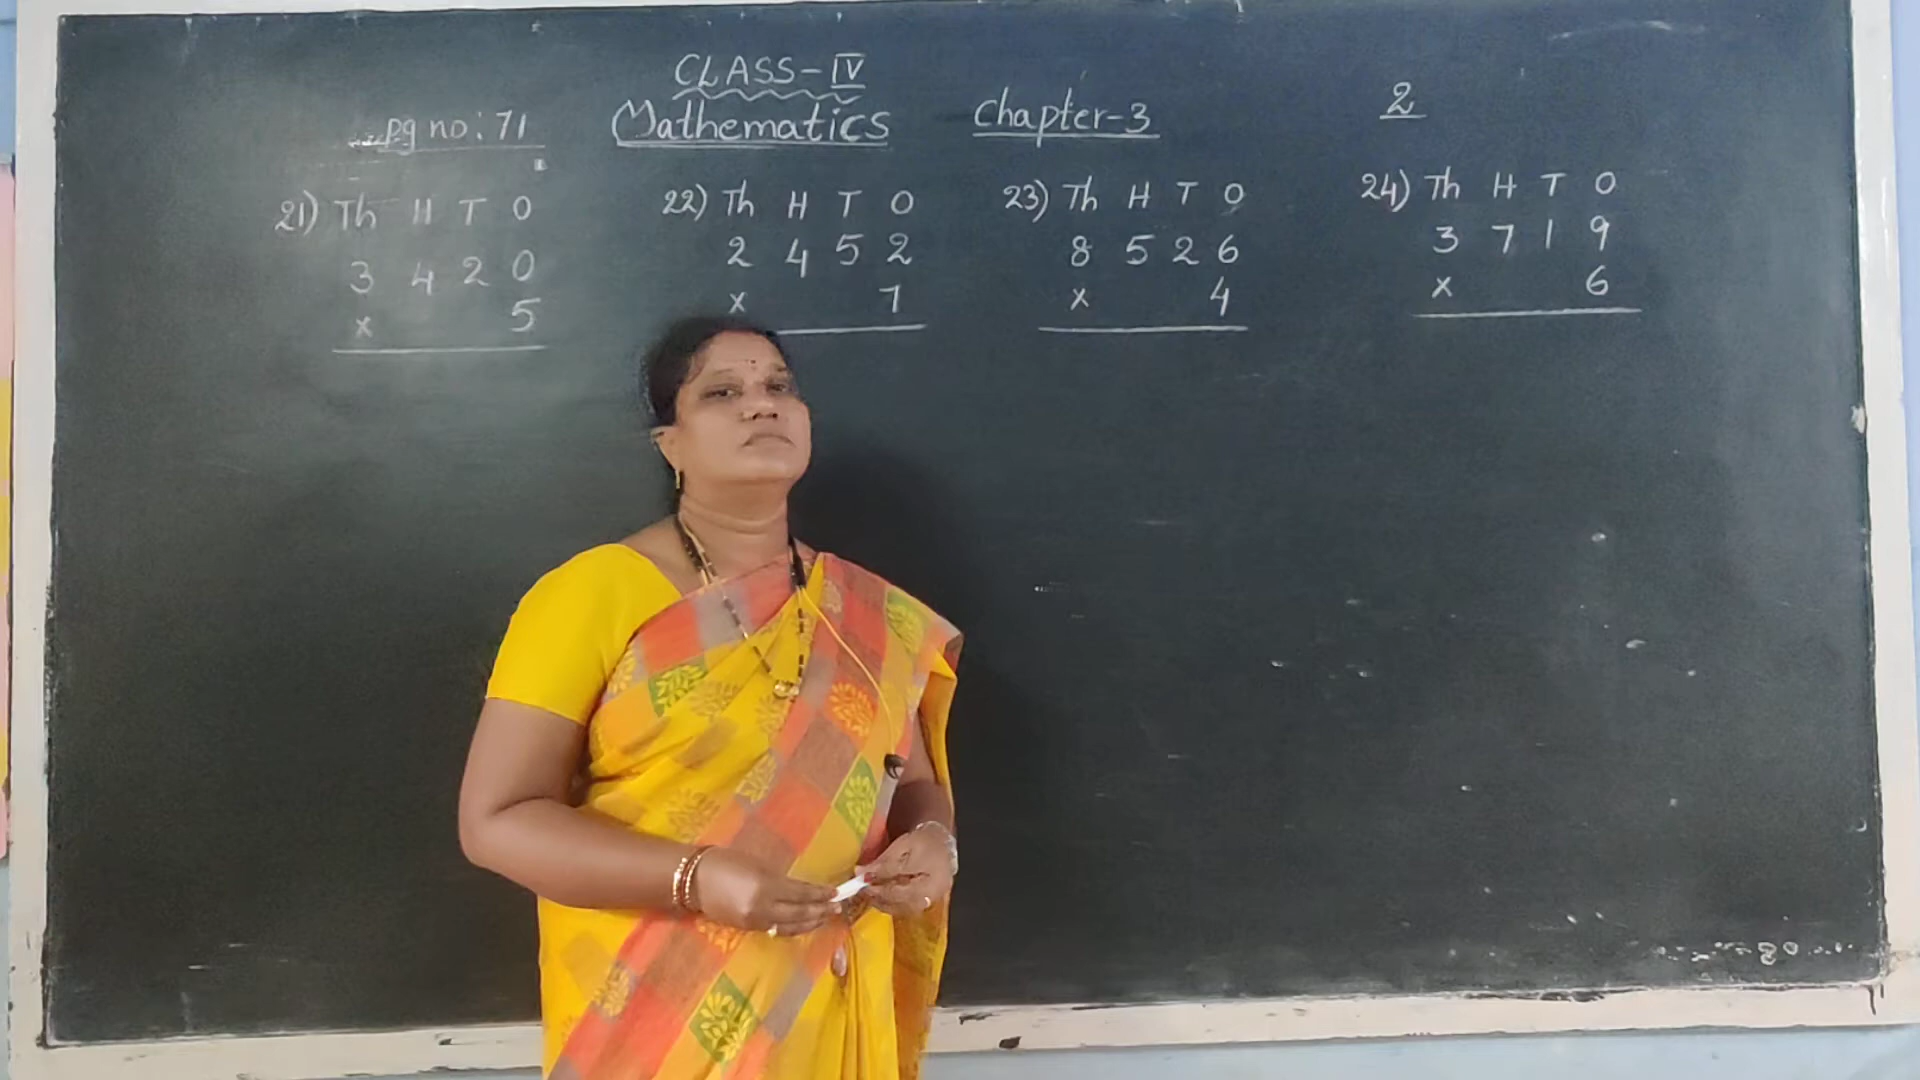 CLASS-IV
pg no: 71 Mathematics Chapter-3 2
21) Th H T O
3 4 2 0
x 5
22) Th H T O
2 4 5 2
x 7
23) Th H T O
8 5 2 6
x 4
24) Th H T O
3 7 1 9
x 6